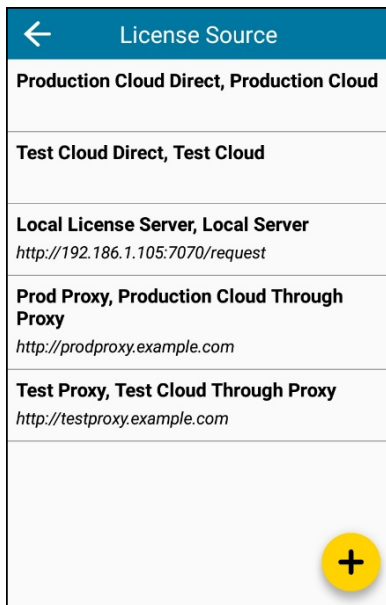 License Source
Production Cloud Direct, Production Cloud
Test Cloud Direct, Test Cloud
Local License Server, Local Server
http://192.186.1.105:7070/request
Prod Proxy, Production Cloud Through
Proxy
http://prodproxy.example.com
Test Proxy, Test Cloud Through Proxy
http://testproxy.example.com